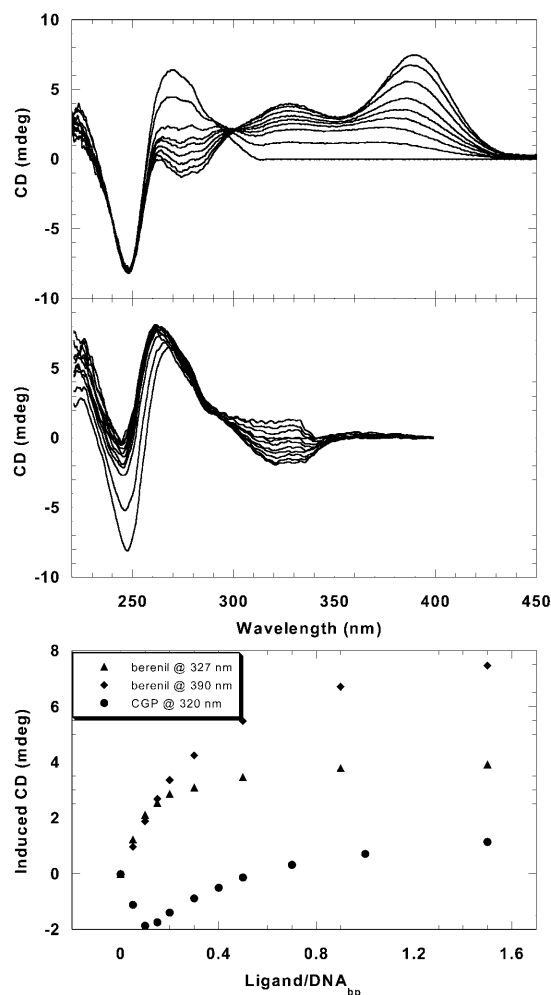 10
5
0
-5
-10
CD (mdeg)
5
0
-5
-10
CD (mdeg)
250 300 350 400 450
Wavelength (nm)
8
6
4
2
0
-2
Induced CD (mdeg)
berenil @ 327 nm
berenil @ 390 nm
CGP @ 320 nm
0 0.4 0.8 1.2 1.6
Ligand/DNA bp